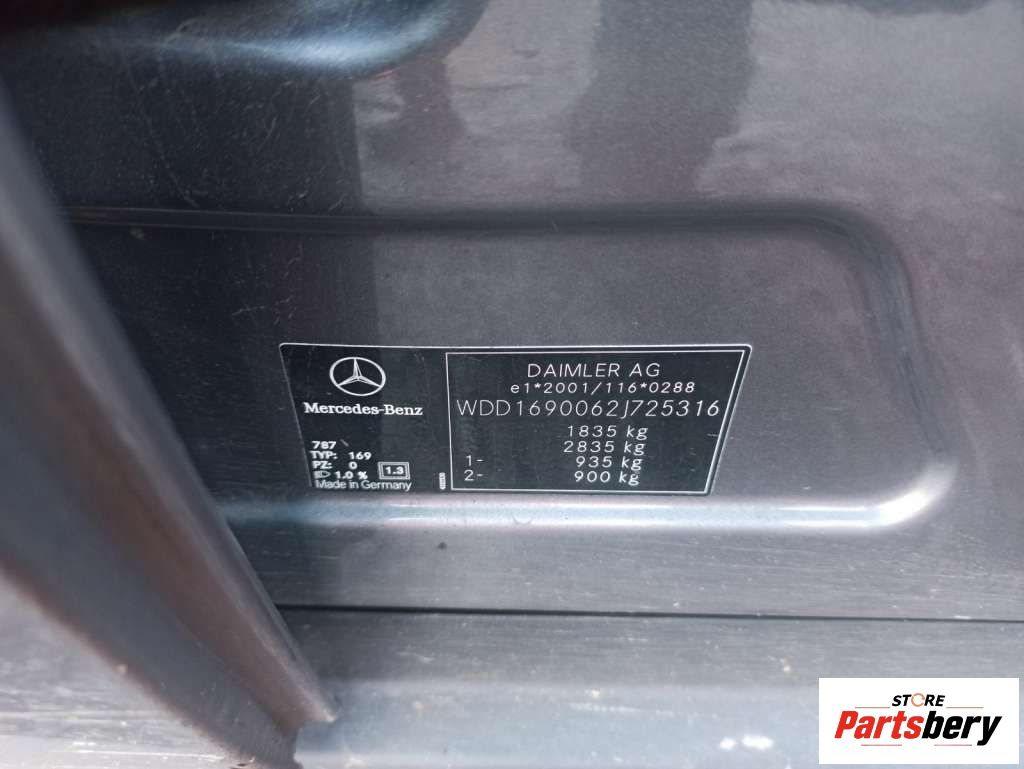 Mercedes-Benz
787
TYP: 169
PZ: 0
1.0 % 1.3
Made in Germany
DAIMLER AG
e1*2001/116*0288
WDD1690062J725316
1835 kg
2835 kg
1- 935 kg
2- 900 kg
STORE
Partsbery